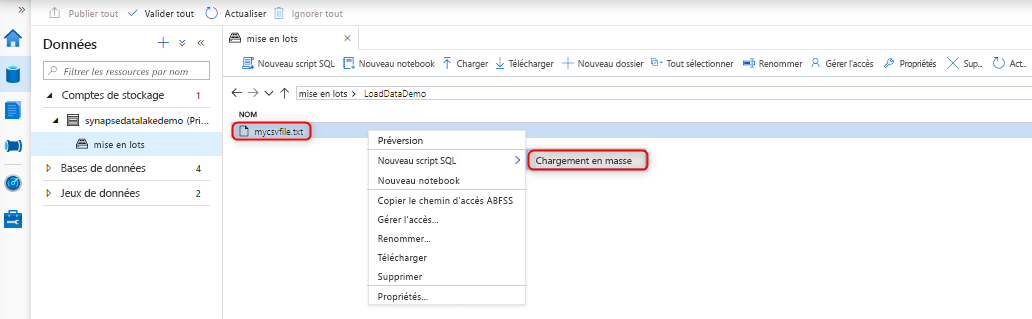 Publier tout Valider tout Actualiser Ignorer tout
Données
Filtrer les ressources par nom
Comptes de stockage 1
synapsedatalakedemo (Pri...
mise en lots
Bases de données 4
Jeux de données 2
mise en lots
Nouveau script SQL Nouveau notebook Charger Télécharger Nouveau dossier Tout sélectionner Renommer Gérer l'accès Propriétés Sup.. Act..
mise en lots LoadDataDemo
NOM
mycsvfile.txt
Préversion
Nouveau script SQL
Chargement en masse
Nouveau notebook
Copier le chemin d'accès ABFSS
Gérer l'accès...
Renommer...
Télécharger
Supprimer
Propriétés...